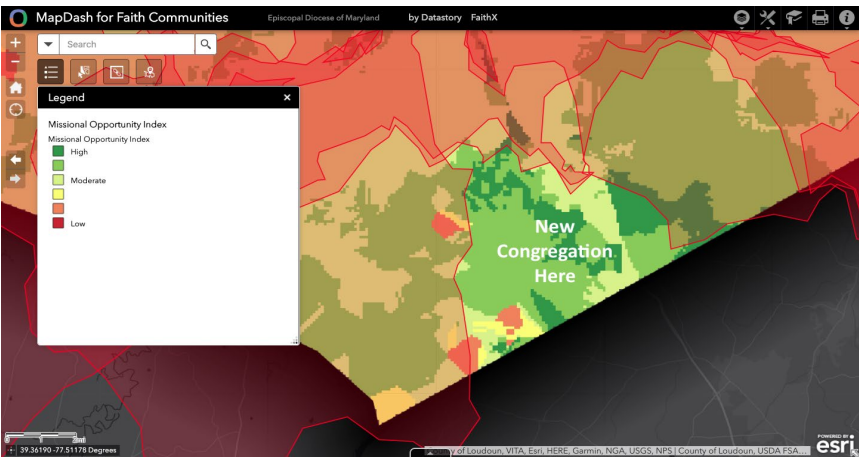 MapDash for Faith Communities Episcopal Diocese of Maryland by Datastory FaithX
Search
Legend
Missional Opportunity Index
Missional Opportunity Index
High
Moderate
Low
New
Congregation
Here
39.36190 -77.51178 Degrees
y of Loudoun, VITA, Esri, HERE, Garmin, NGA, USGS, NPS | County of Loudoun, USDA FSA...
POWERED BY
esri